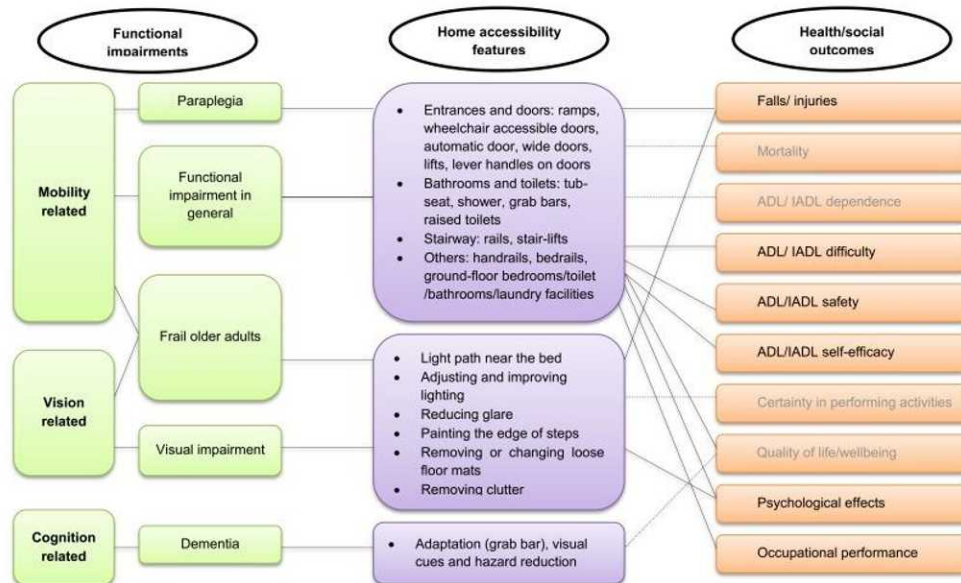 Functional
impairments
Home accessibility
features
Health/social
outcomes
Mobility
related
Vision
related
Cognition
related
Paraplegia
Functional
impairment in
general
Frail older adults
Visual impairment
Dementia
• Entrances and doors: ramps,
wheelchair accessible doors,
automatic door, wide doors,
lifts, lever handles on doors
• Bathrooms and toilets: tub-
seat, shower, grab bars,
raised toilets
• Stairway: rails, stair-lifts
• Others: handrails, bedrails,
ground-floor bedrooms/toilet
/bathrooms/laundry facilities
• Light path near the bed
• Adjusting and improving
lighting
• Reducing glare
• Painting the edge of steps
• Removing or changing loose
floor mats
• Removing clutter
• Adaptation (grab bar), visual
cues and hazard reduction
Falls/ injuries
Mortality
ADL/ IADL dependence
ADL/ IADL difficulty
ADL/IADL safety
ADL/IADL self-efficacy
Certainty in performing activities
Quality of life/wellbeing
Psychological effects
Occupational performance